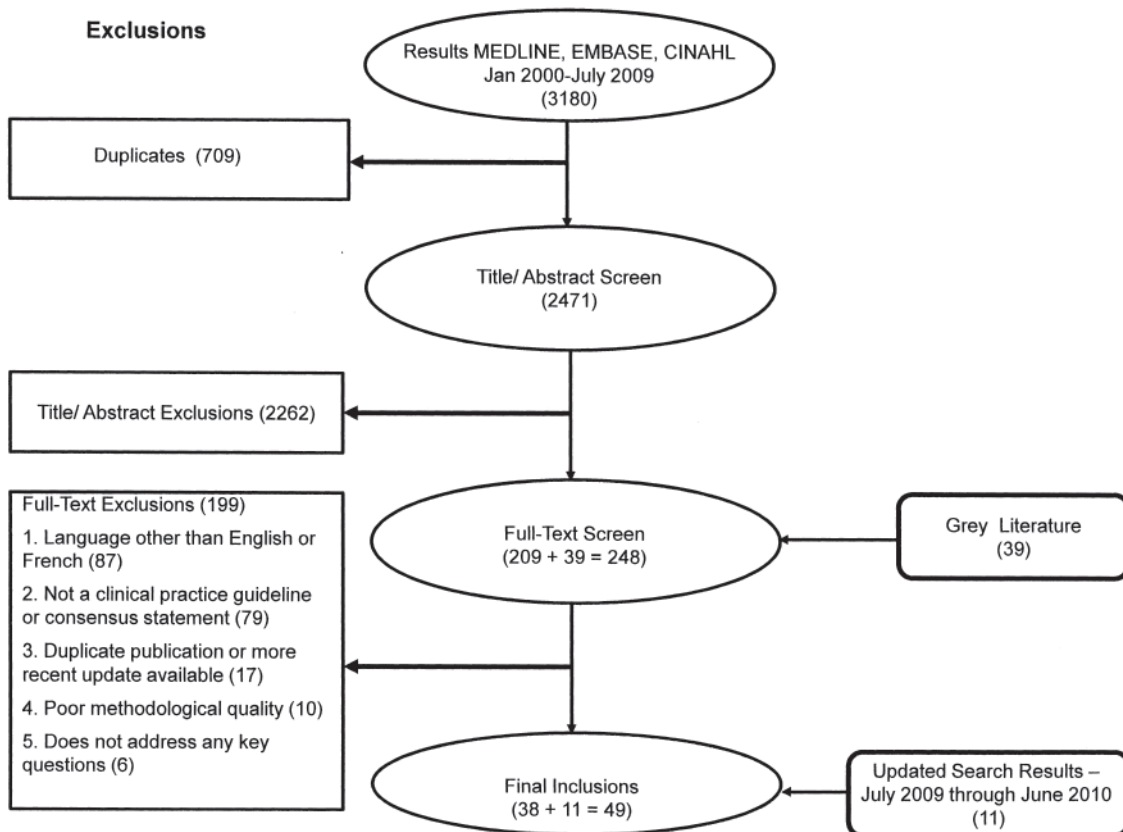 Exclusions
Results MEDLINE, EMBASE, CINAHL
Jan 2000-July 2009
(3180)
Duplicates (709)
Title/ Abstract Screen
(2471)
Title/ Abstract Exclusions (2262)
Full-Text Exclusions (199)
1. Language other than English or
French (87)
2. Not a clinical practice guideline
or consensus statement (79)
3. Duplicate publication or more
recent update available (17)
4. Poor methodological quality (10)
5. Does not address any key
questions (6)
Full-Text Screen
(209 + 39 = 248)
Grey Literature
(39)
Final Inclusions
(38 + 11 = 49)
Updated Search Results –
July 2009 through June 2010
(11)